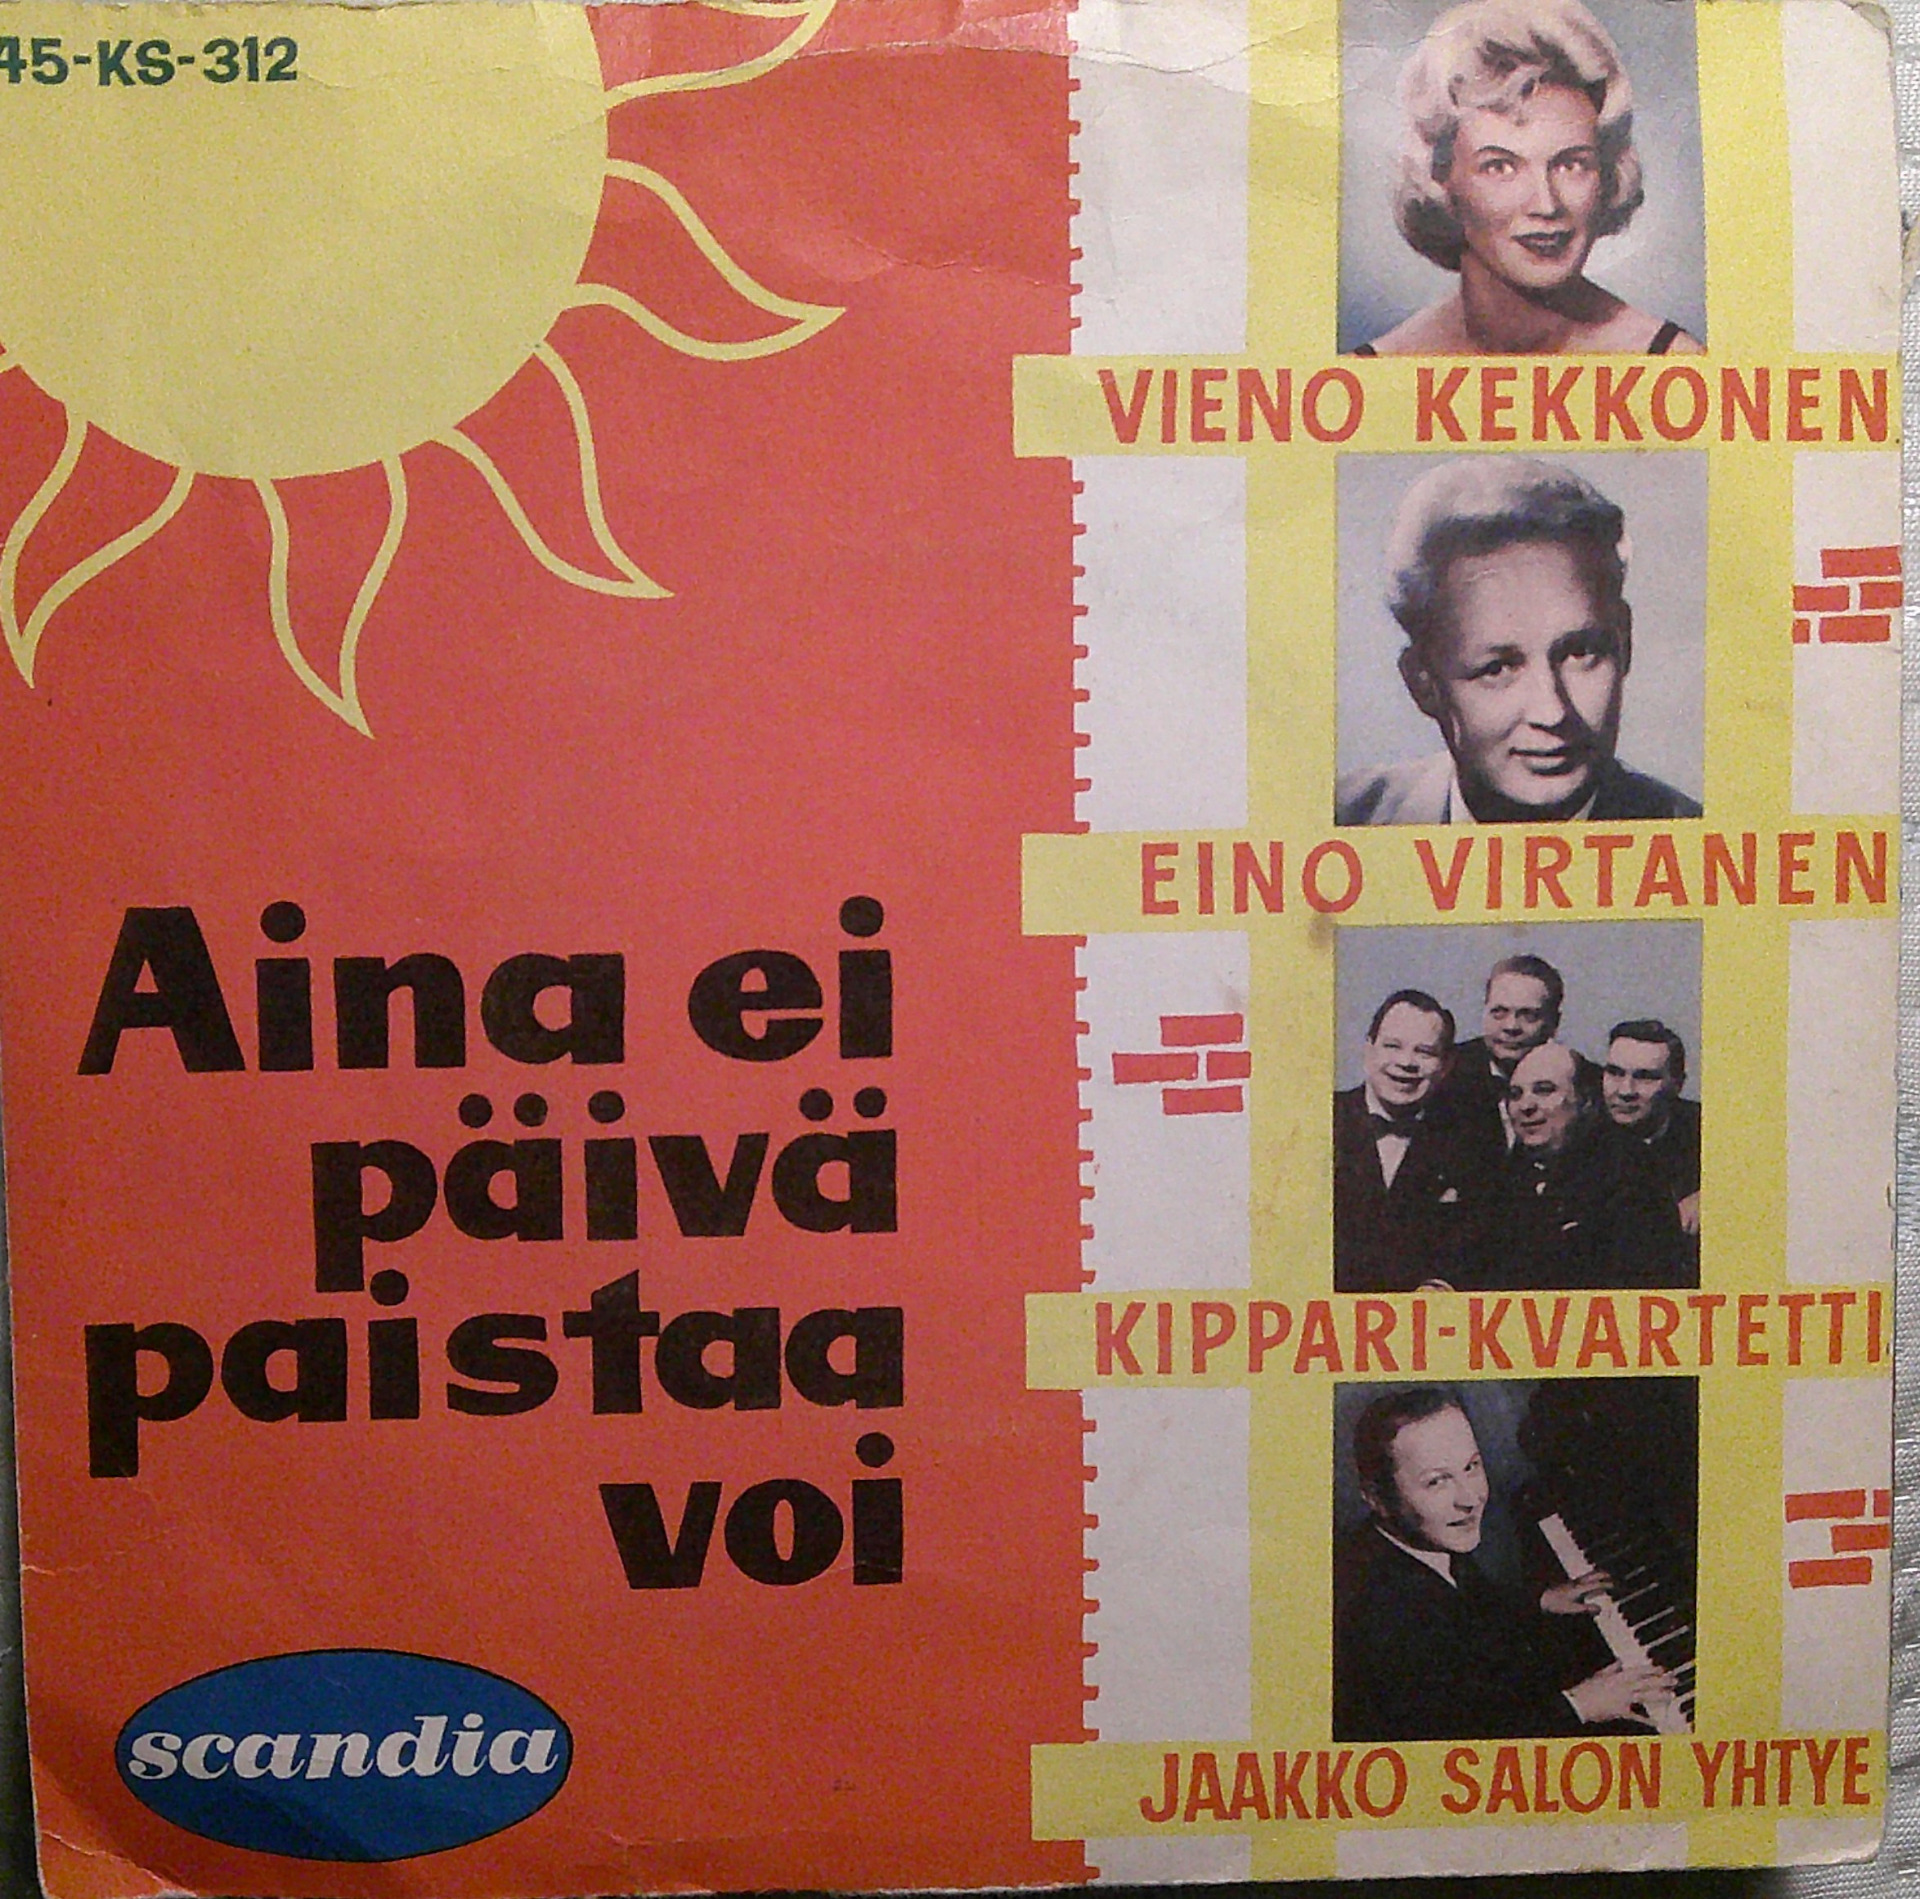 45-KS-312
VIENO KEKKONEN
EINO VIRTANEN
KIPPARI-KVARTETTI
JAAKKO SALON YHTYE
Aina ei
päivä
paistaa
voi
scandia